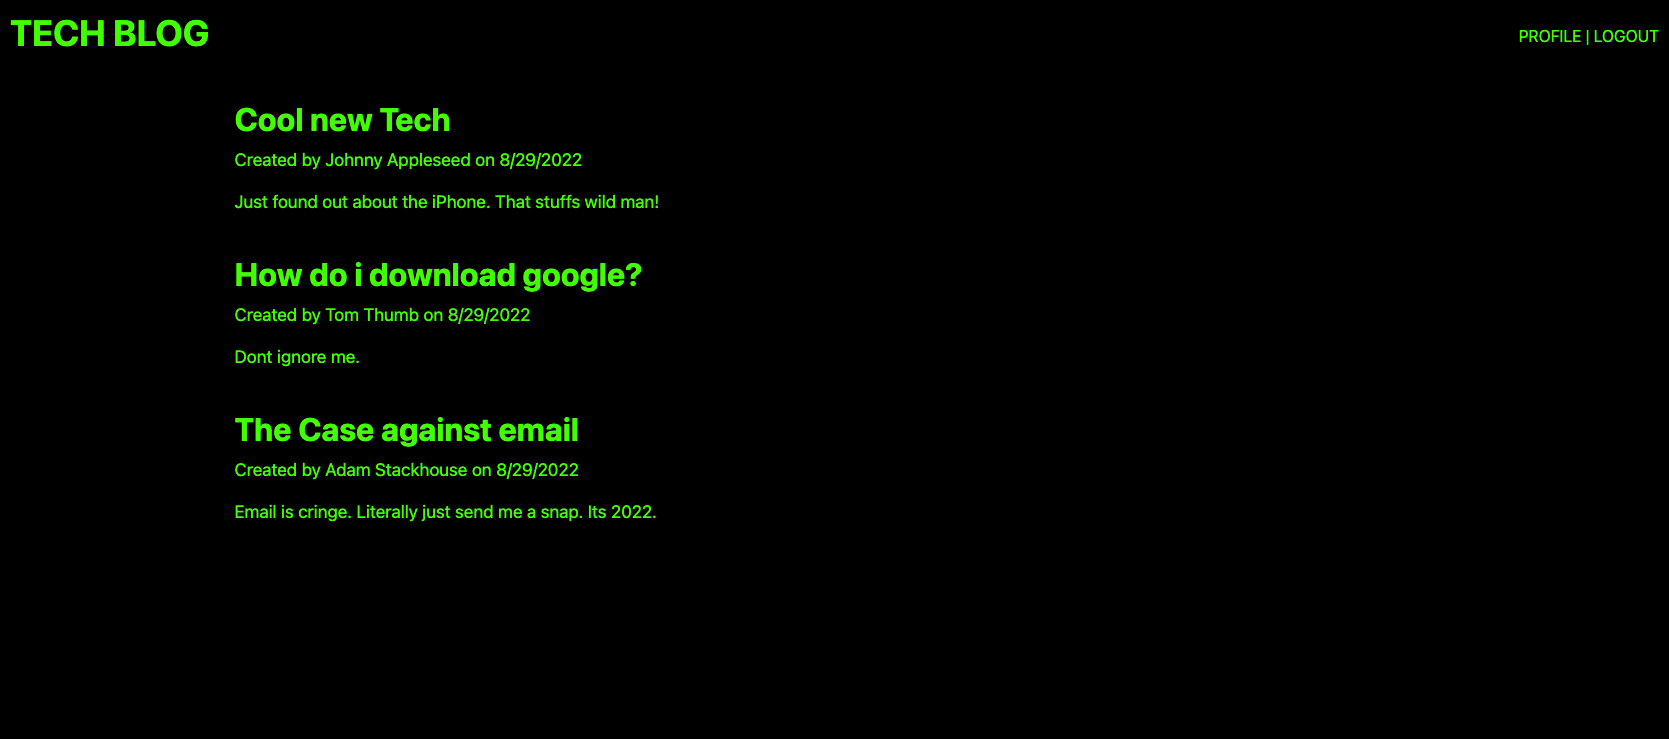 TECH BLOG
PROFILE | LOGOUT
Cool new Tech
Created by Johnny Appleseed on 8/29/2022
Just found out about the iPhone. That stuffs wild man!
How do i download google?
Created by Tom Thumb on 8/29/2022
Dont ignore me.
The Case against email
Created by Adam Stackhouse on 8/29/2022
Email is cringe. Literally just send me a snap. Its 2022.